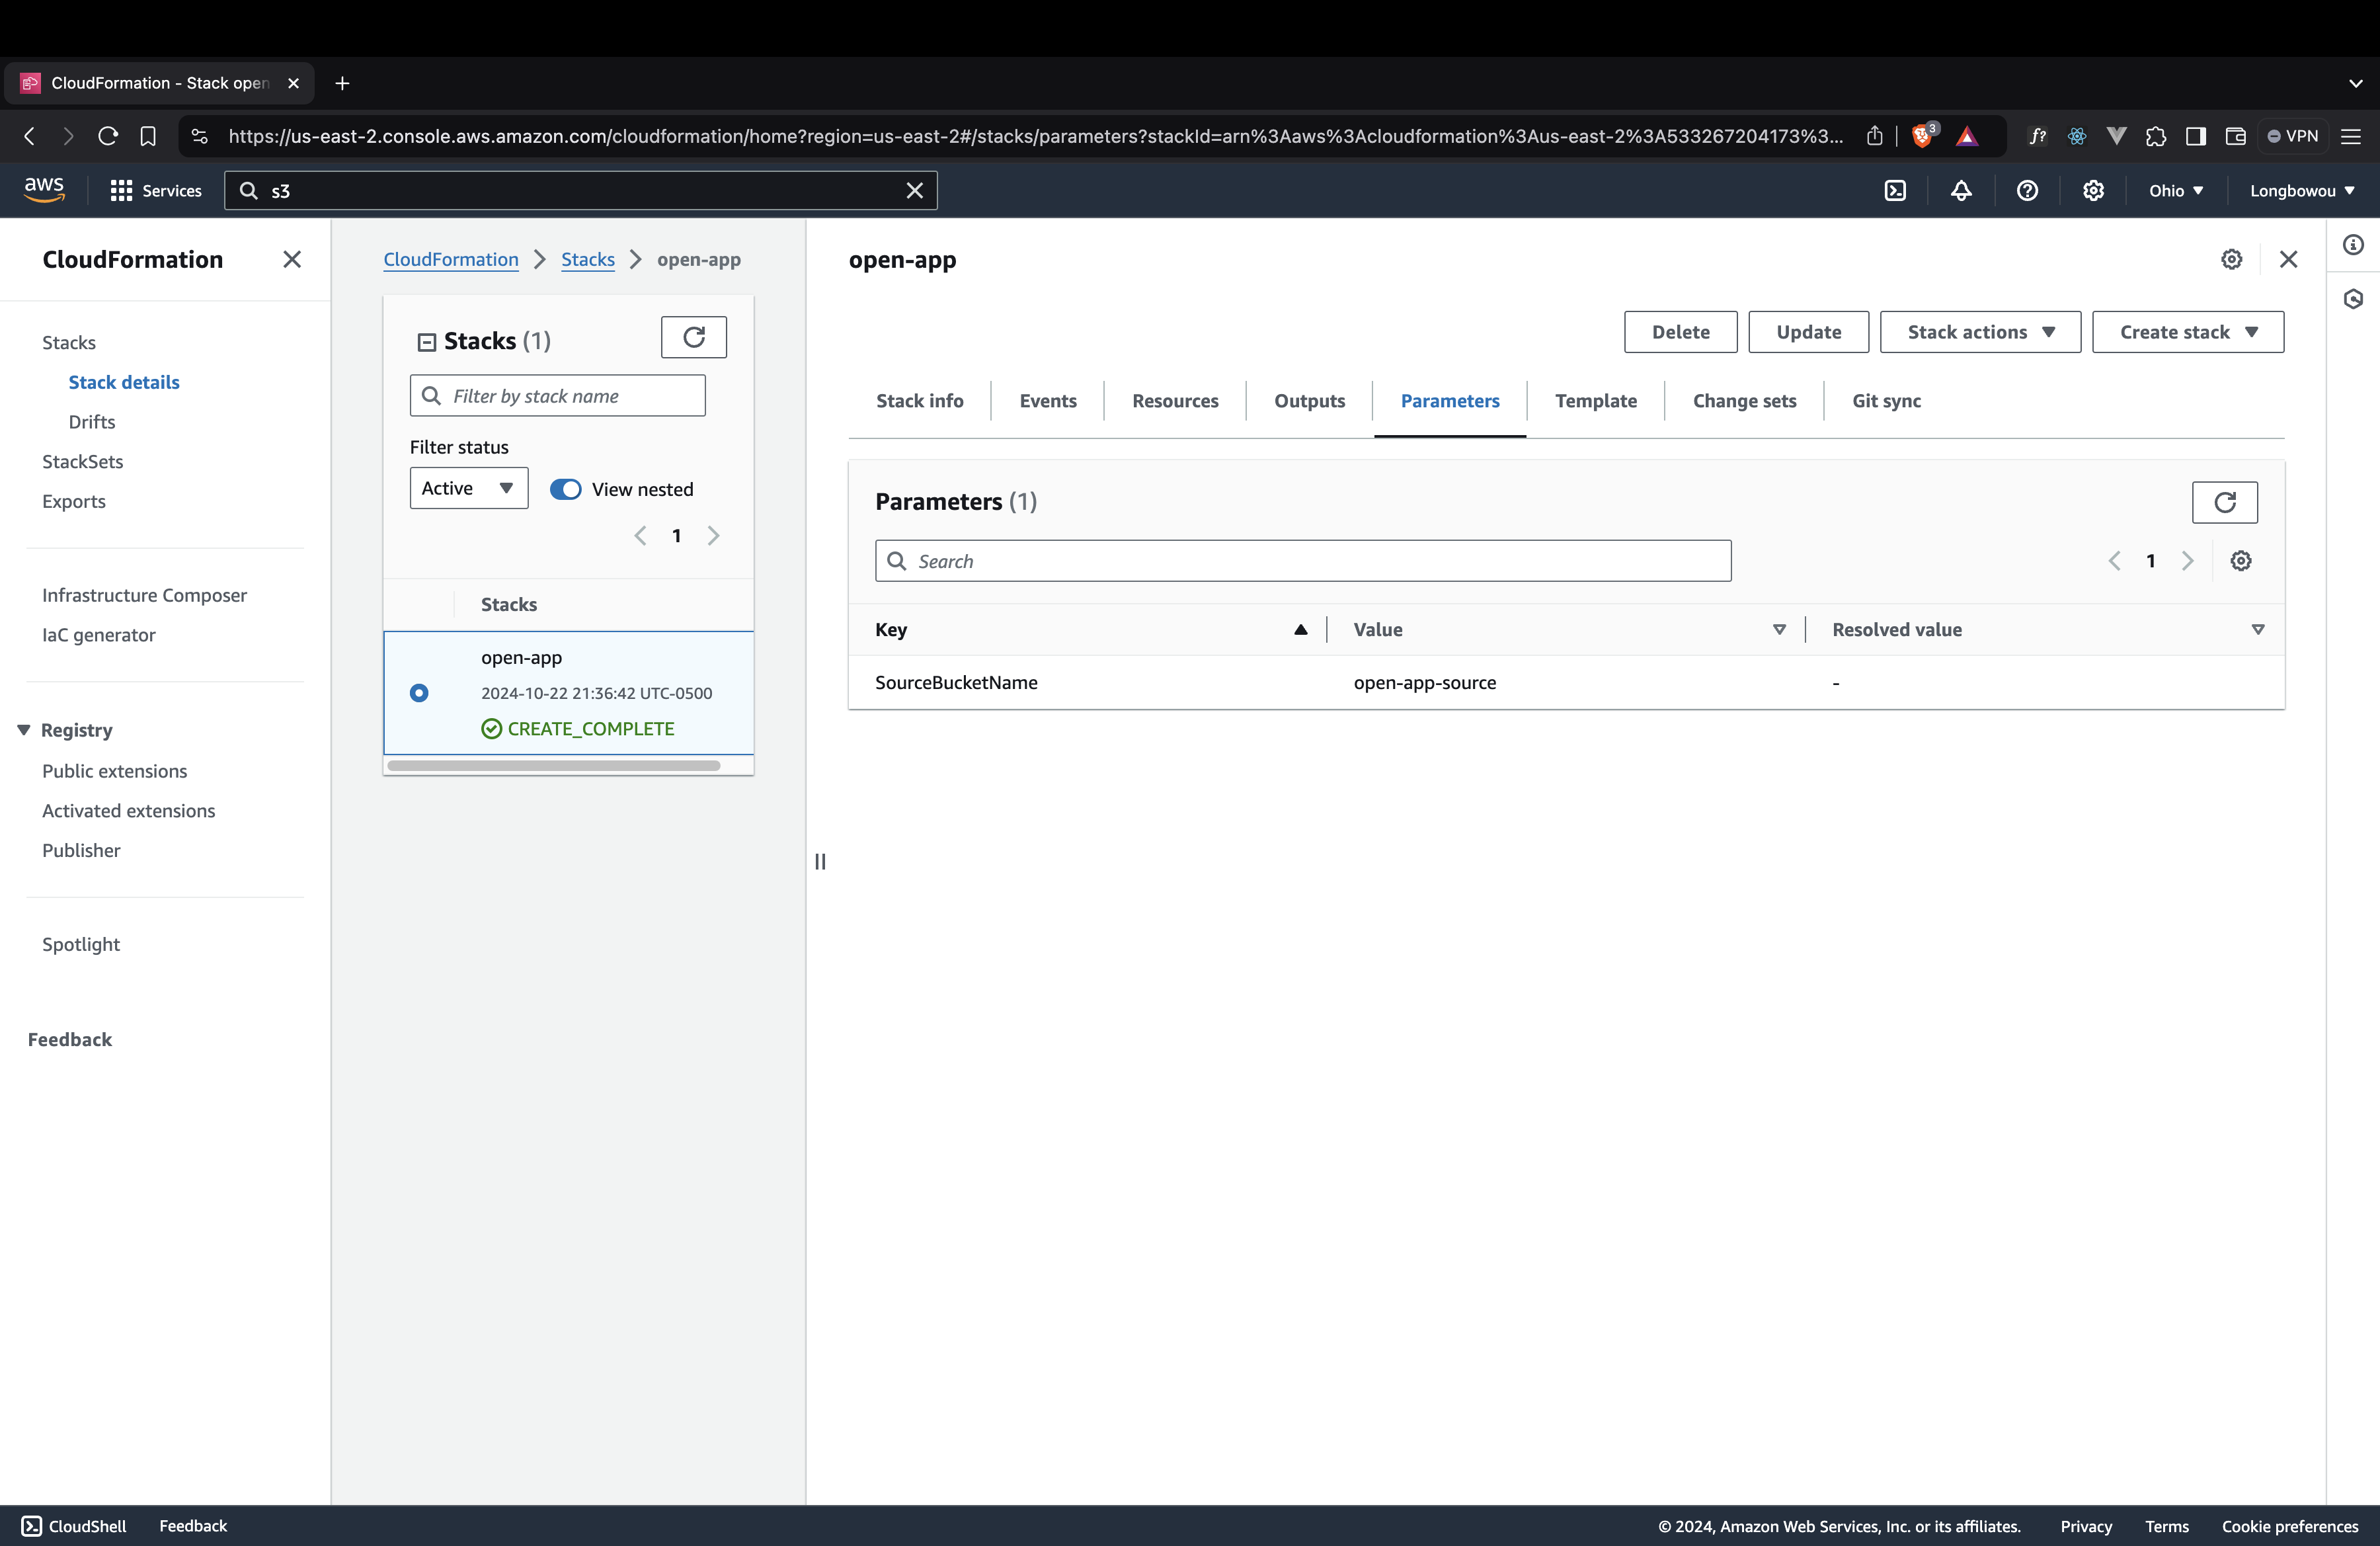 CloudFormation - Stack open
https://us-east-2.console.aws.amazon.com/cloudformation/home?region=us-east-2#/stacks/parameters?stackId=arn%3Aaws%3Acloudformation%3Aus-east-2%3A533267204173%3...
3
f?
VPN
aws
Services
s3
Ohio
Longbowou
CloudFormation
Stacks
Stack details
Drifts
StackSets
Exports
Infrastructure Composer
IaC generator
Registry
Public extensions
Activated extensions
Publisher
Spotlight
Feedback
CloudFormation
Stacks
open-app
Stacks (1)
Filter by stack name
Filter status
Active
View nested
1
Stacks
open-app
2024-10-22 21:36:42 UTC-0500
CREATE_COMPLETE
open-app
Delete
Update
Stack actions
Create stack
Stack info
Events
Resources
Outputs
Parameters
Template
Change sets
Git sync
Parameters (1)
Search
1
Key
Value
Resolved value
SourceBucketName
open-app-source
-
CloudShell
Feedback
© 2024, Amazon Web Services, Inc. or its affiliates.
Privacy
Terms
Cookie preferences